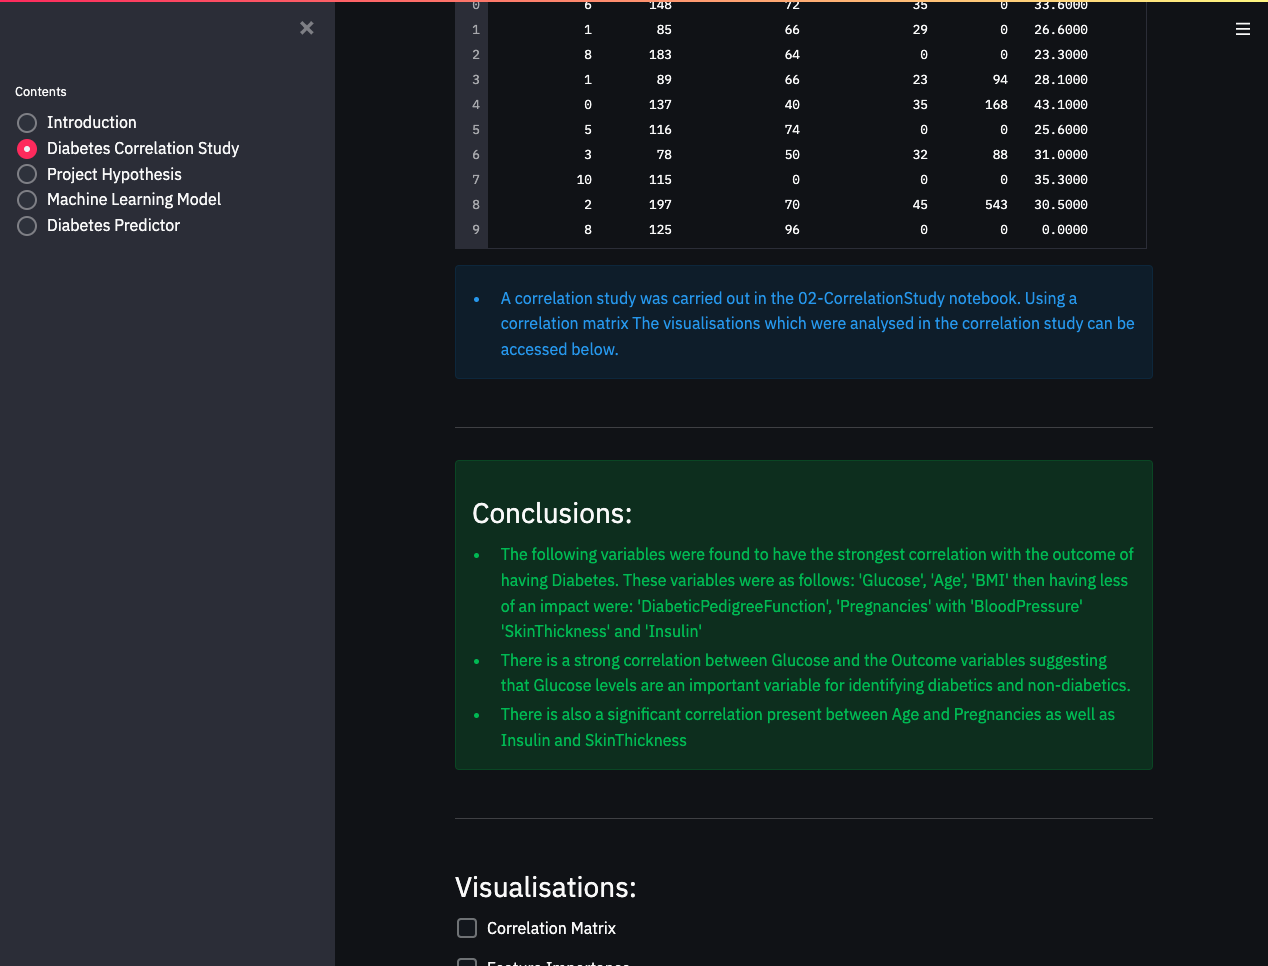 Contents
Introduction
Diabetes Correlation Study
Project Hypothesis
Machine Learning Model
Diabetes Predictor
0 6 148 72 35 0 33.6000
1 1 85 66 29 0 26.6000
2 8 183 64 0 0 23.3000
3 1 89 66 23 94 28.1000
4 0 137 40 35 168 43.1000
5 5 116 74 0 0 25.6000
6 3 78 50 32 88 31.0000
7 10 115 0 0 0 35.3000
8 2 197 70 45 543 30.5000
9 8 125 96 0 0 0.0000
• A correlation study was carried out in the 02-CorrelationStudy notebook. Using a
correlation matrix The visualisations which were analysed in the correlation study can be
accessed below.
Conclusions:
• The following variables were found to have the strongest correlation with the outcome of
having Diabetes. These variables were as follows: 'Glucose', 'Age', 'BMI' then having less
of an impact were: 'DiabeticPedigreeFunction', 'Pregnancies' with 'BloodPressure'
'SkinThickness' and 'Insulin'
• There is a strong correlation between Glucose and the Outcome variables suggesting
that Glucose levels are an important variable for identifying diabetics and non-diabetics.
• There is also a significant correlation present between Age and Pregnancies as well as
Insulin and SkinThickness
Visualisations:
Correlation Matrix
Feature Importance